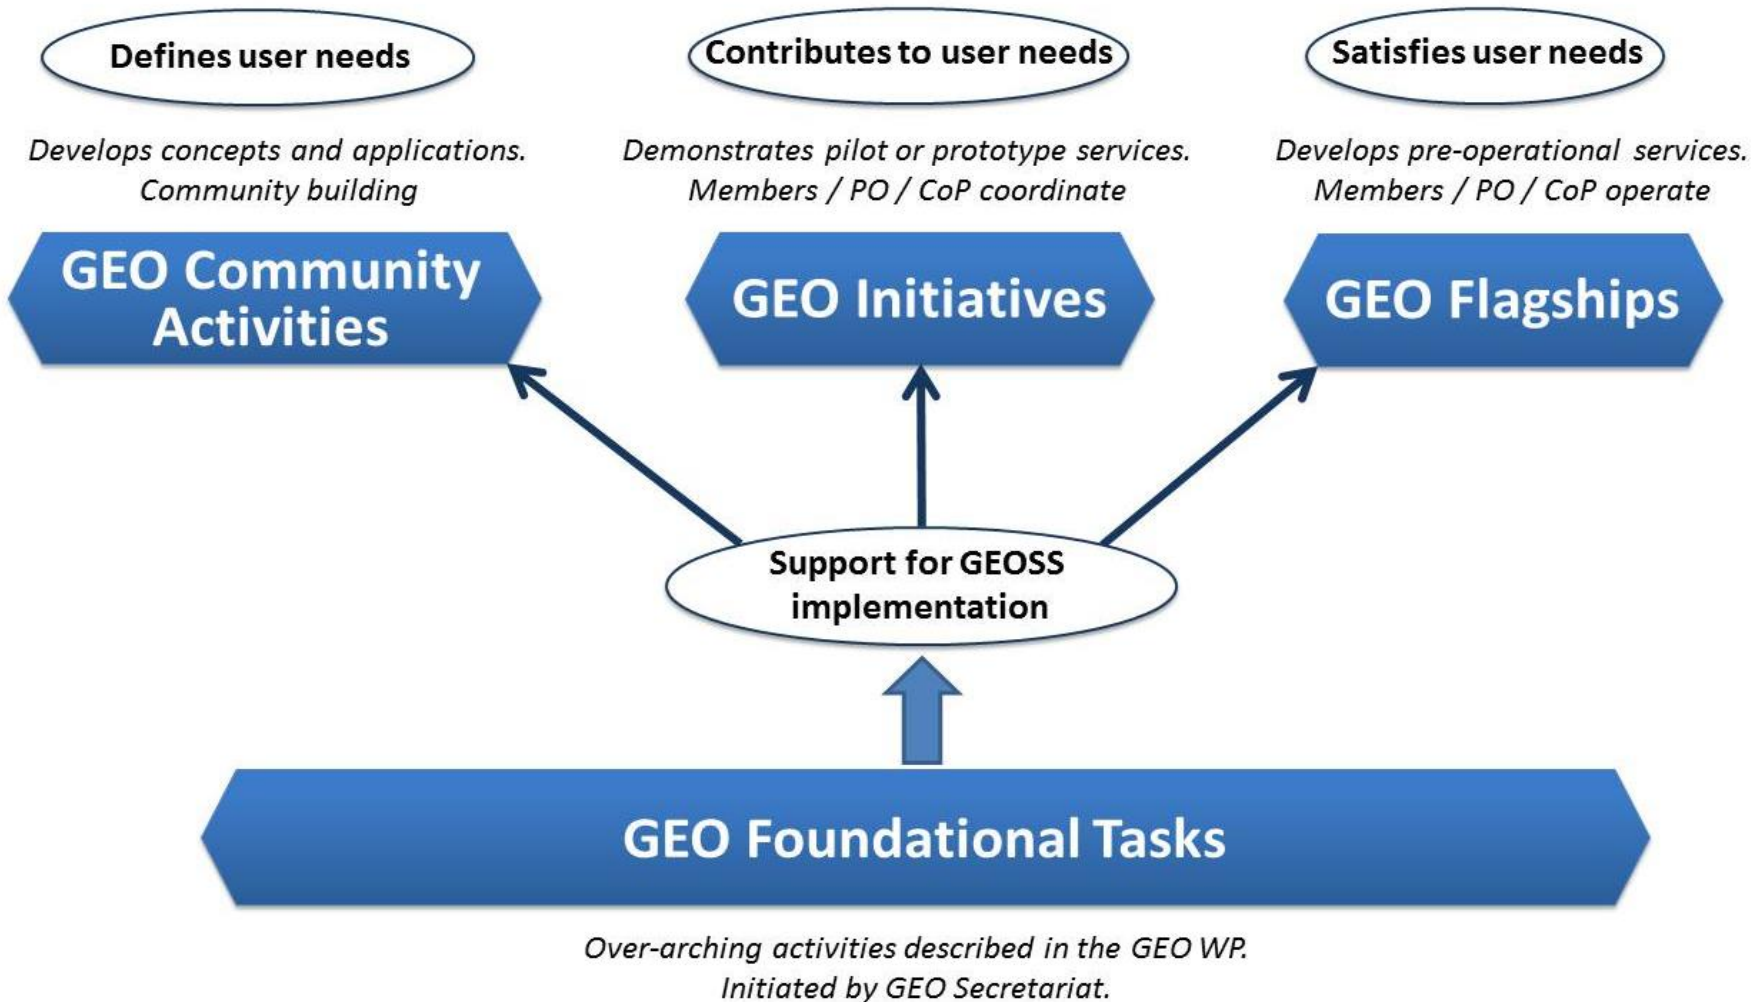 Defines user needs
Contributes to user needs
Satisfies user needs
Develops concepts and applications.
Community building
Demonstrates pilot or prototype services.
Members / PO / CoP coordinate
Develops pre-operational services.
Members / PO / CoP operate
GEO Community
Activities
GEO Initiatives
GEO Flagships
Support for GEOSS
implementation
GEO Foundational Tasks
Over-arching activities described in the GEO WP.
Initiated by GEO Secretariat.